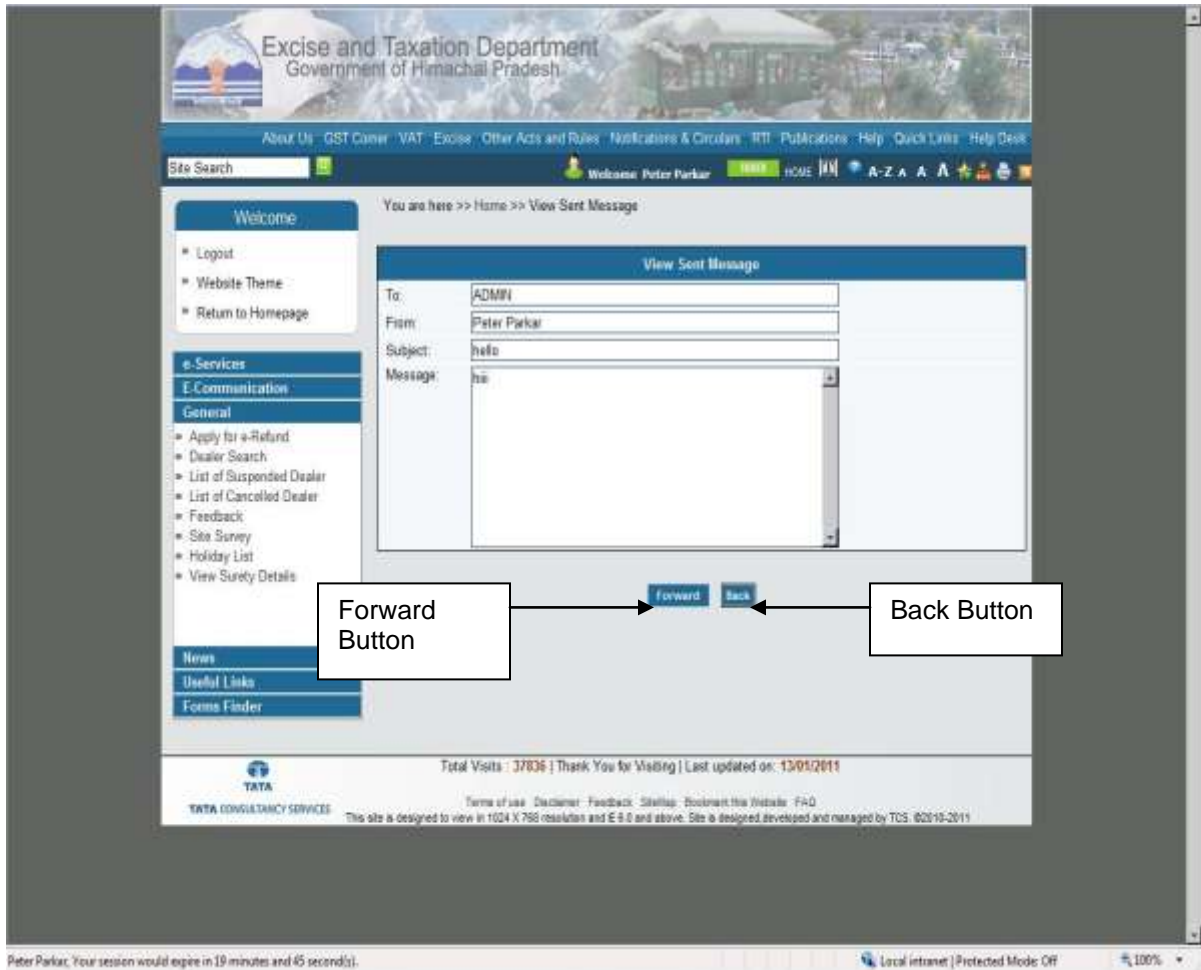 Excise and Taxation Department
Government of Himachal Pradesh
About Us GST Corner VAT Excise Other Acts and Rules Notifications & Circulars RTI Publications Help Quick Links Help Desk
Site Search
Welcome Peter Parkar HOME A-Z A A A
Welcome
You are here >> Home >> View Sent Message
Logout
Website Theme
Return to Homepage
View Sent Message
To: ADMIN
From: Peter Parkar
Subject: hello
Message: hii
e-Services
E-Communication
General
Apply for e-Refund
Dealer Search
List of Suspended Dealer
List of Cancelled Dealer
Feedback
Site Survey
Holiday List
View Surety Details
Forward
Button
Forward Back
Back Button
News
Useful Links
Forms Finder
TATA
TATA CONSULTANCY SERVICES
Total Visits : 37836 | Thank You for Visiting | Last updated on: 13/01/2011
Terms of use Disclaimer Feedback SiteMap Bookmark this Website FAQ
This site is designed to view in 1024 X 768 resolution and E 6.0 and above. Site is designed,developed and managed by TCS. ©2010-2011
Peter Parkar, Your session would expire in 19 minutes and 45 second(s).
Local intranet | Protected Mode: Off
100%